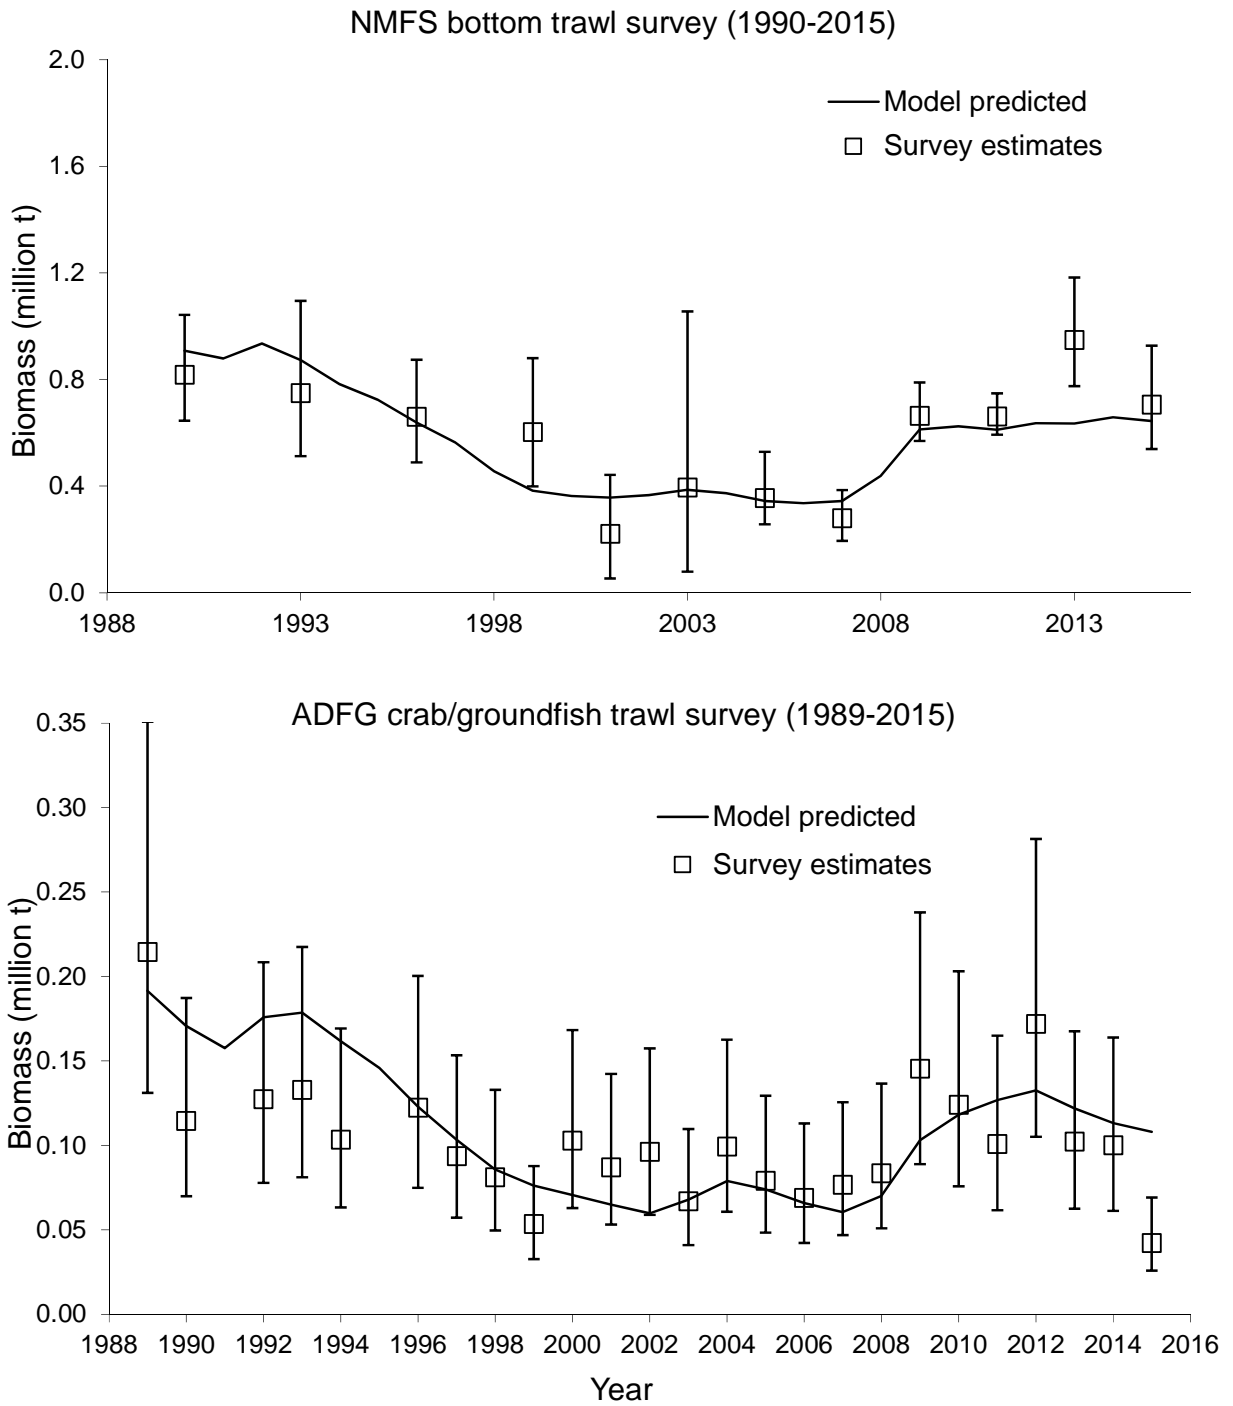 NMFS bottom trawl survey (1990-2015)
2.0
1.6
1.2
0.8
0.4
0.0
Biomass (million t)
Model predicted
Survey estimates
1988 1993 1998 2003 2008 2013
ADFG crab/groundfish trawl survey (1989-2015)
0.35
0.30
0.25
0.20
0.15
0.10
0.05
0.00
Biomass (million t)
Model predicted
Survey estimates
1988 1990 1992 1994 1996 1998 2000 2002 2004 2006 2008 2010 2012 2014 2016
Year